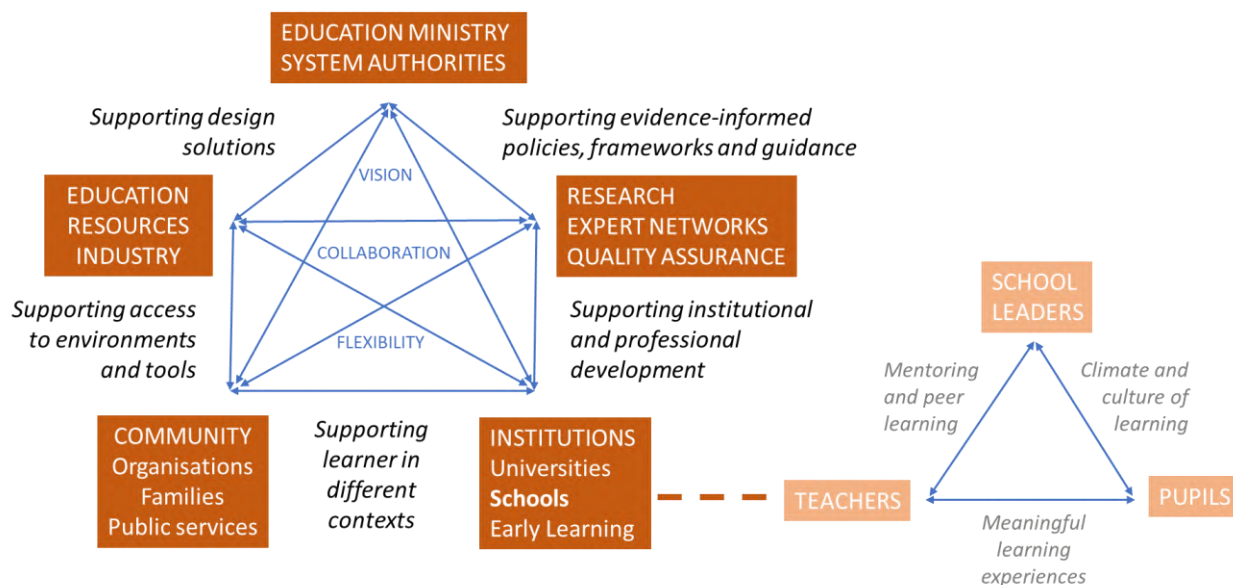 EDUCATION MINISTRY
SYSTEM AUTHORITIES
Supporting design
solutions
Supporting evidence-informed
policies, frameworks and guidance
VISION
EDUCATION
RESOURCES
INDUSTRY
RESEARCH
EXPERT NETWORKS
QUALITY ASSURANCE
COLLABORATION
Supporting access
to environments
and tools
FLEXIBILITY
Supporting institutional
and professional
development
COMMUNITY
Organisations
Families
Public services
Supporting
learner in
different
contexts
INSTITUTIONS
Universities
Schools
Early Learning
SCHOOL
LEADERS
Mentoring
and peer
learning
Climate and
culture of
learning
TEACHERS
PUPILS
Meaningful
learning
experiences